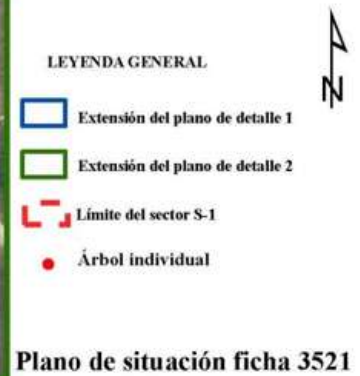 N
LEYENDA GENERAL
Extensión del plano de detalle 1
Extensión del plano de detalle 2
Límite del sector S-1
Árbol individual
Plano de situación ficha 3521